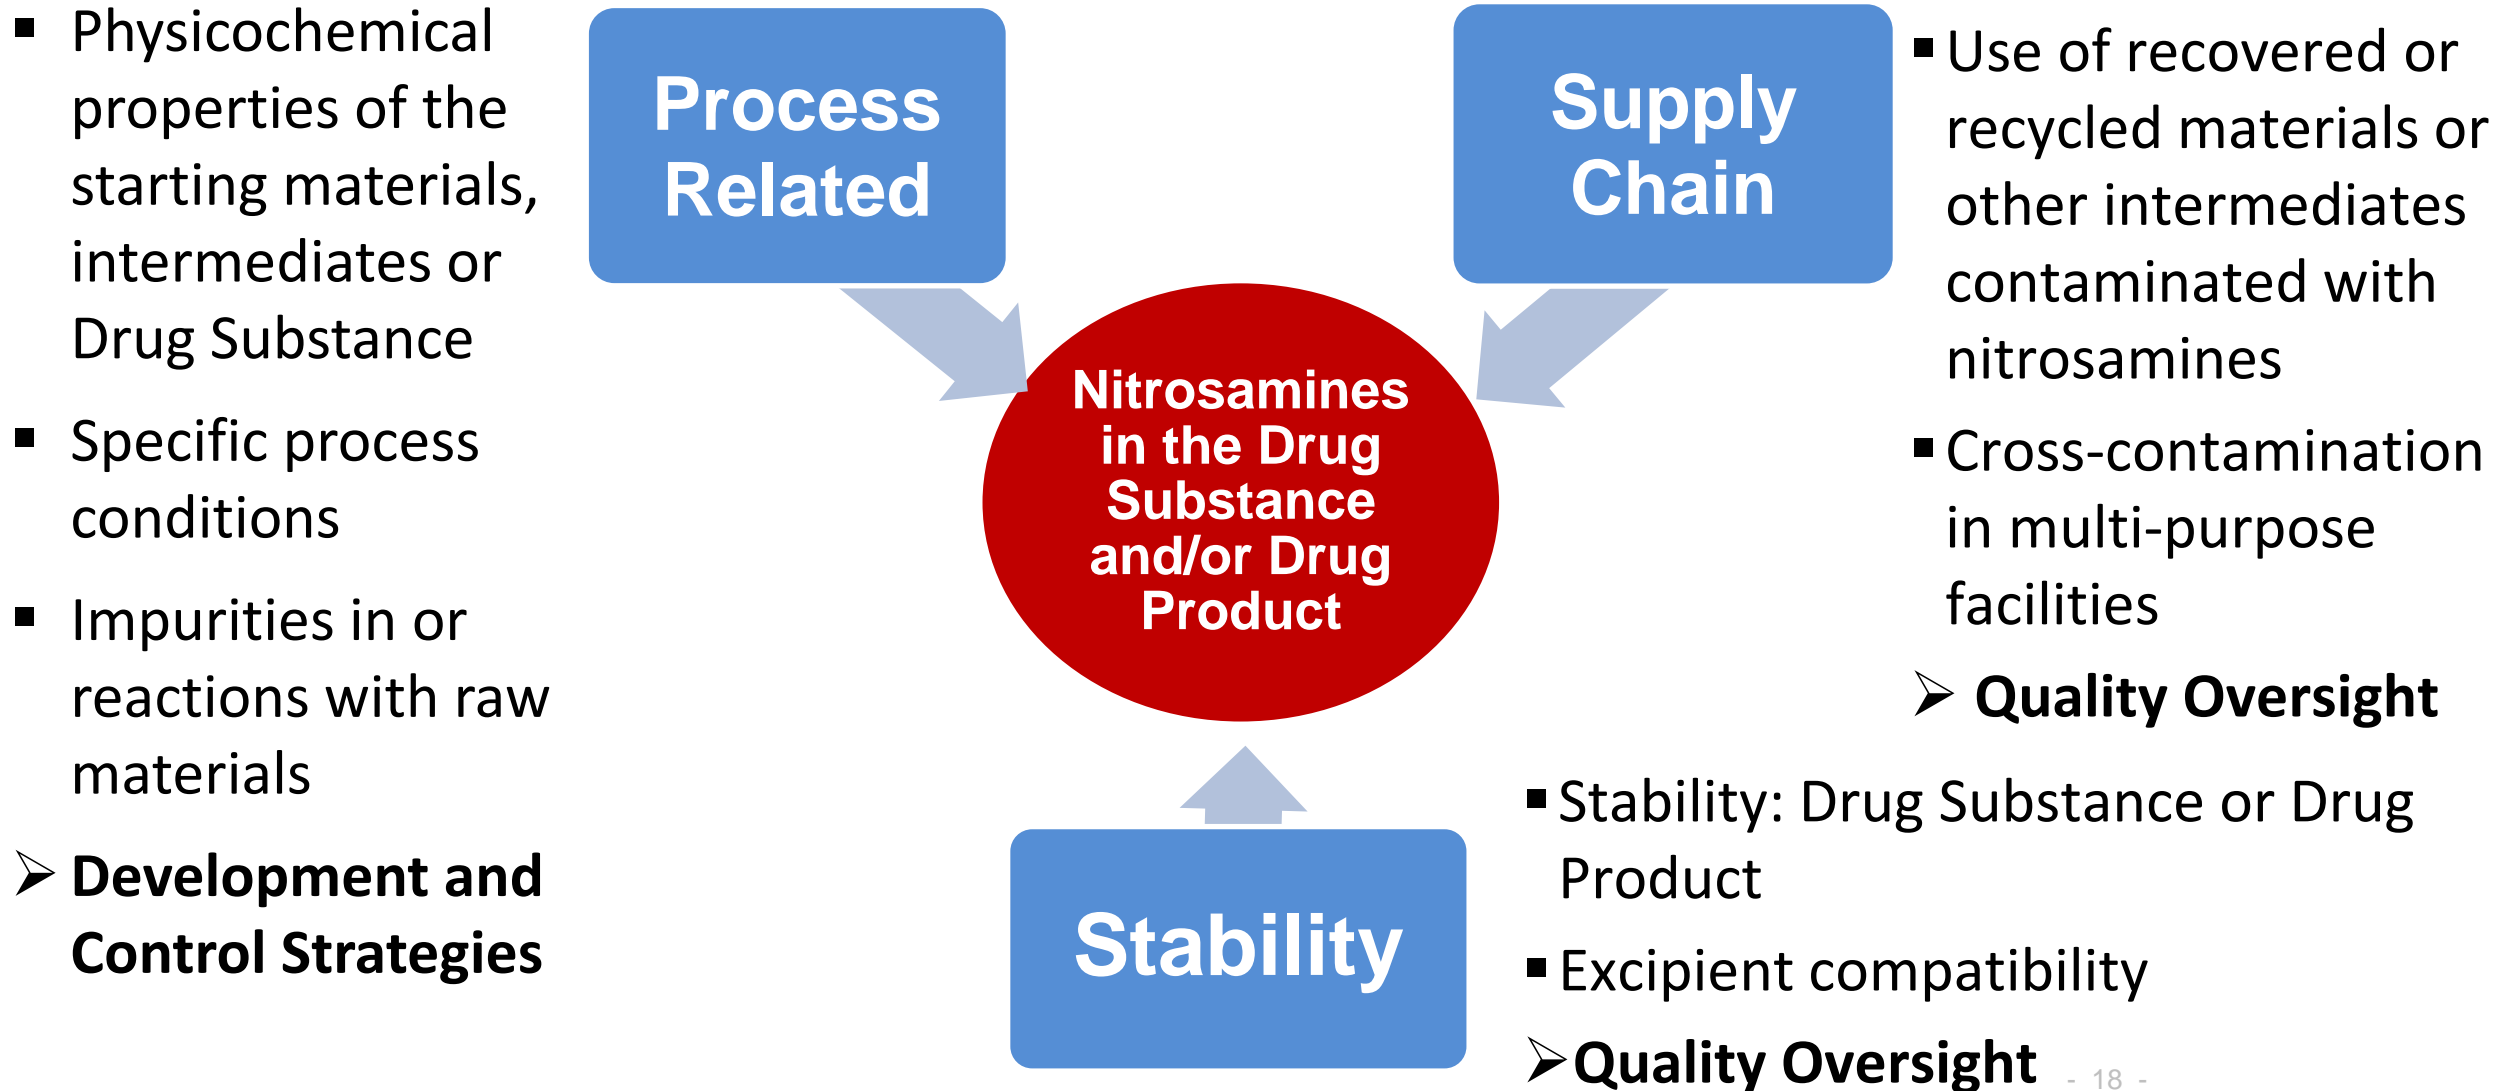 ▪ Physicochemical
properties of the
starting materials,
intermediates or
Drug Substance
▪ Specific process
conditions
▪ Impurities in or
reactions with raw
materials
➢ Development and
Control Strategies
Process
Related
Supply
Chain
Nitrosamines
in the Drug
Substance
and/or Drug
Product
Stability
▪ Use of recovered or
recycled materials or
other intermediates
contaminated with
nitrosamines
▪ Cross-contamination
in multi-purpose
facilities
➢ Quality Oversight
▪ Stability: Drug Substance or Drug
Product
▪ Excipient compatibility
➢ Quality Oversight
- 18 -